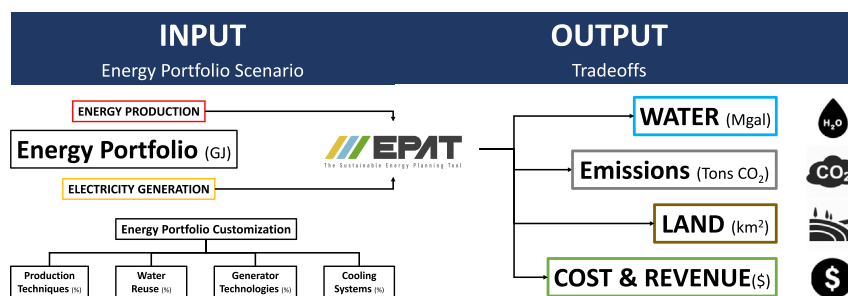 INPUT
Energy Portfolio Scenario
OUTPUT
Tradeoffs
ENERGY PRODUCTION
Energy Portfolio (GJ)
ELECTRICITY GENERATION
EPAT
The Sustainable Energy Planning Tool
Energy Portfolio Customization
Production
Techniques (%)
Water
Reuse (%)
Generator
Technologies (%)
Cooling
Systems (%)
WATER (Mgal)
H₂O
Emissions (Tons CO₂)
CO₂
LAND (km²)
COST & REVENUE($)
$